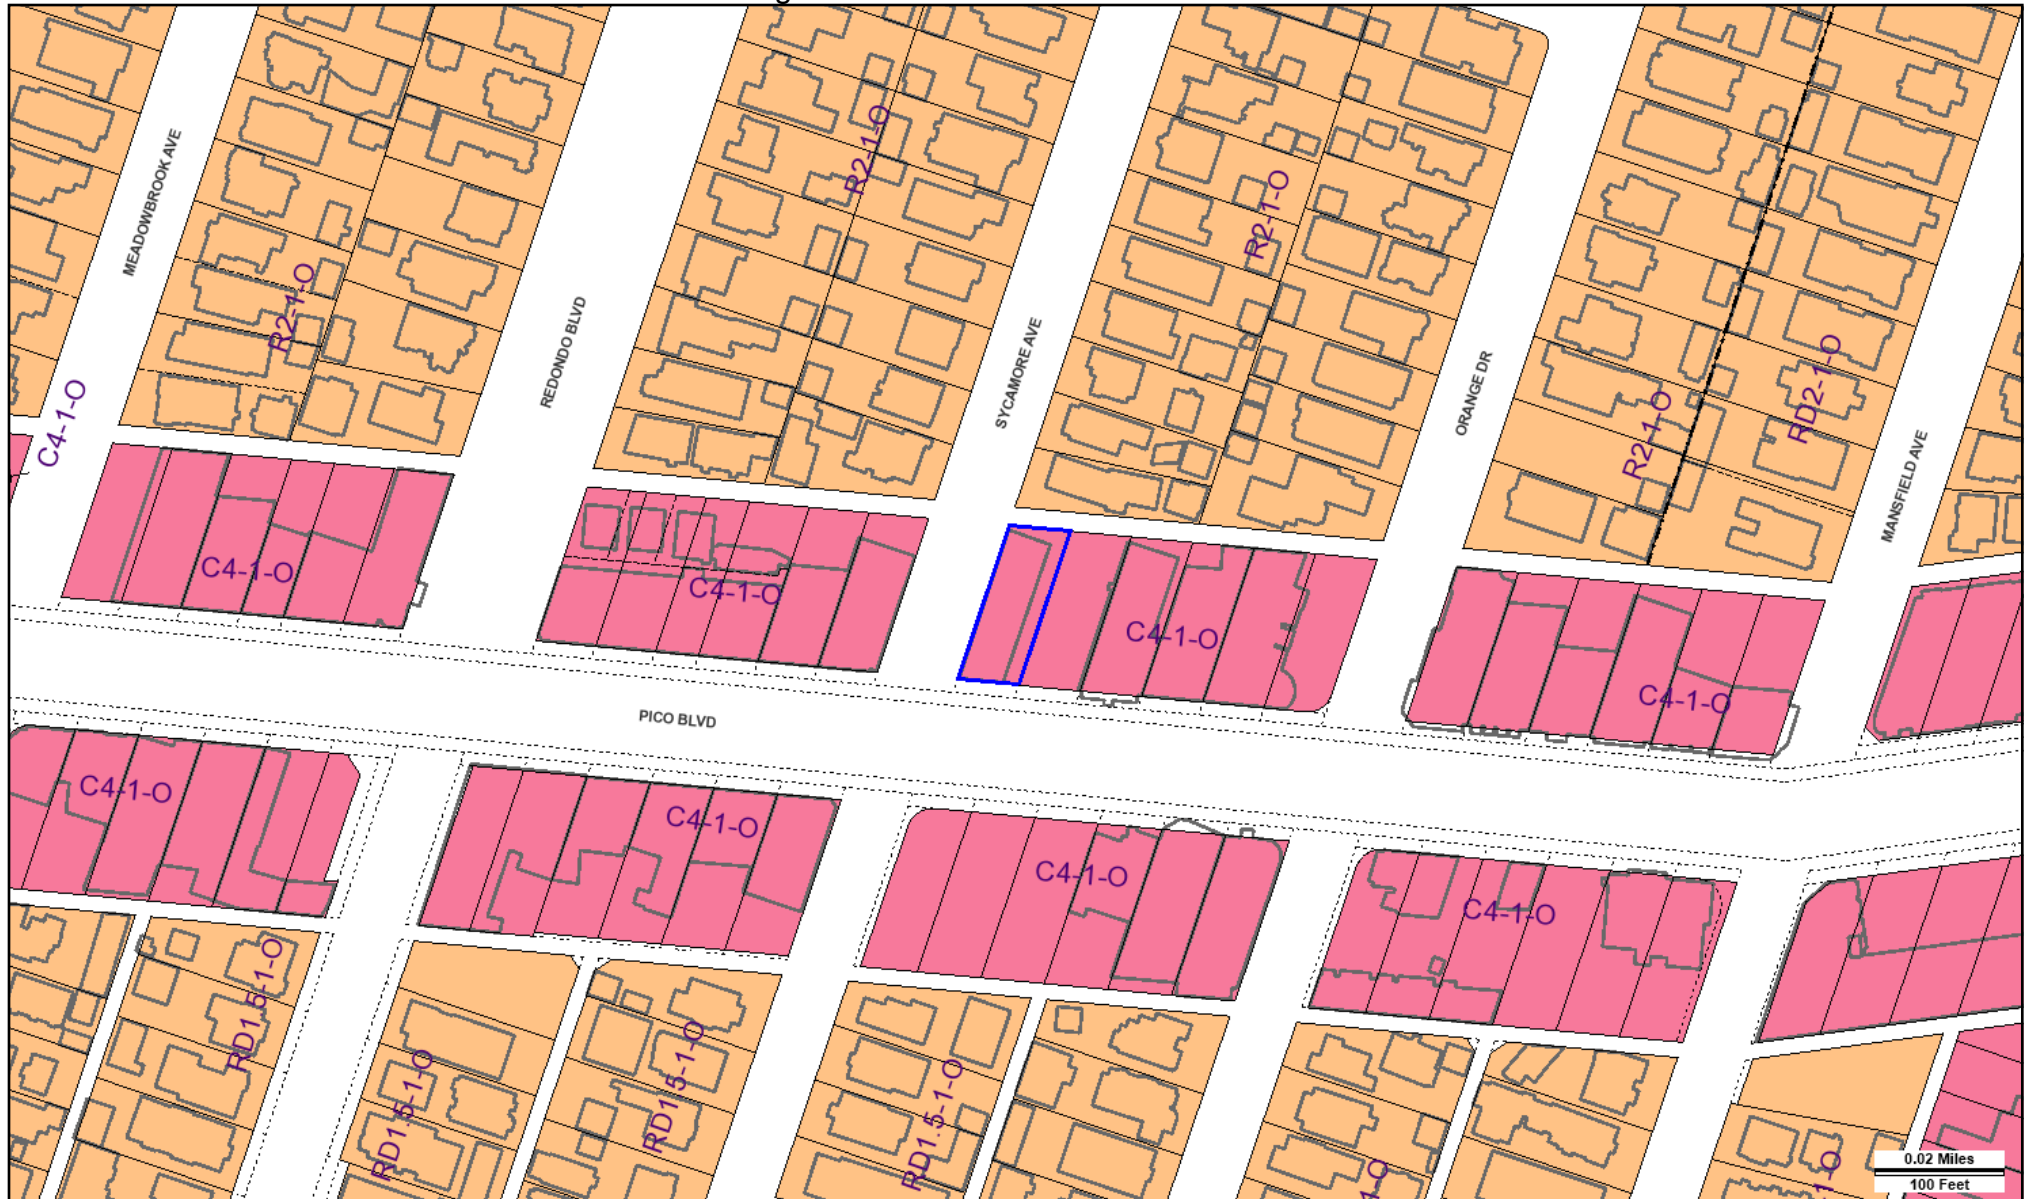 MEADOWBROOK AVE
R2-1-O
R2-1-O
R2-1-O
REDONDO BLVD
SYCAMORE AVE
ORANGE DR
C4-1-O
R2-1-O
RD2-1-O
MANSFIELD AVE
C4-1-O
C4-1-O
C4-1-O
C4-1-O
PICO BLVD
C4-1-O
C4-1-O
C4-1-O
C4-1-O
RD1.5-1-O
RD1.5-1-O
RD1.5-1-O
RD1.5-1-O
1-O
1-O
0.02 Miles
100 Feet